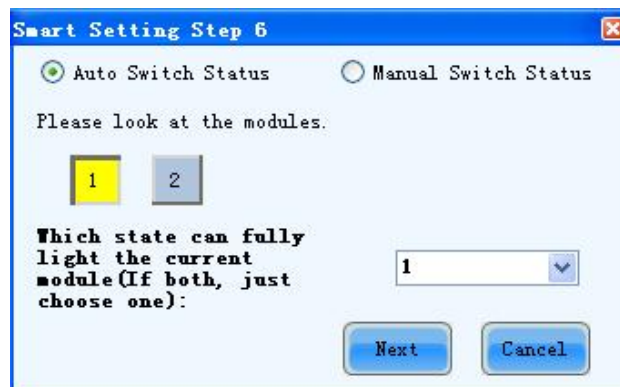 Smart Setting Step 6
Auto Switch Status Manual Switch Status
Please look at the modules.
1 2
Which state can fully
light the current
module(If both, just
choose one):
1
Next Cancel